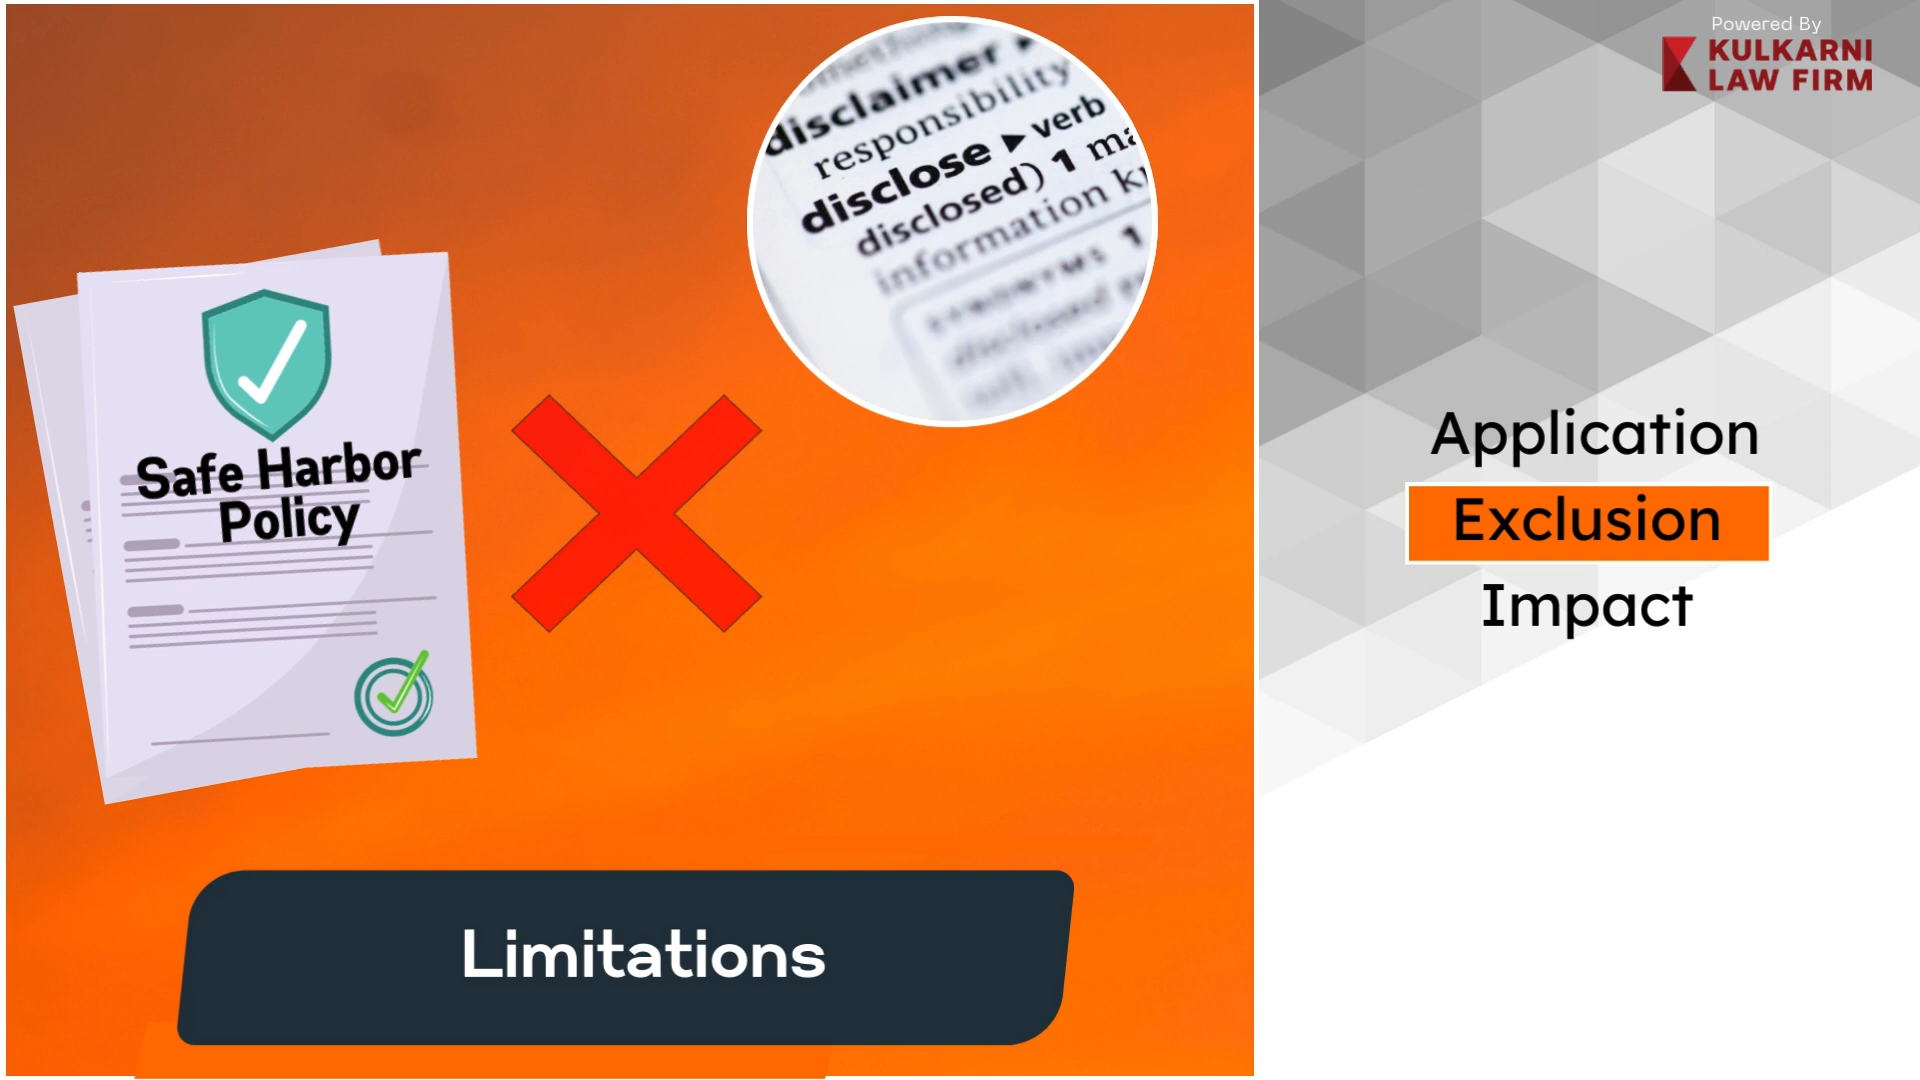 disclaimer
responsibility
disclose ► verb
disclosed) 1
information
Safe Harbor
Policy
Limitations
Powered By
KULKARNI
LAW FIRM
Application
Exclusion
Impact